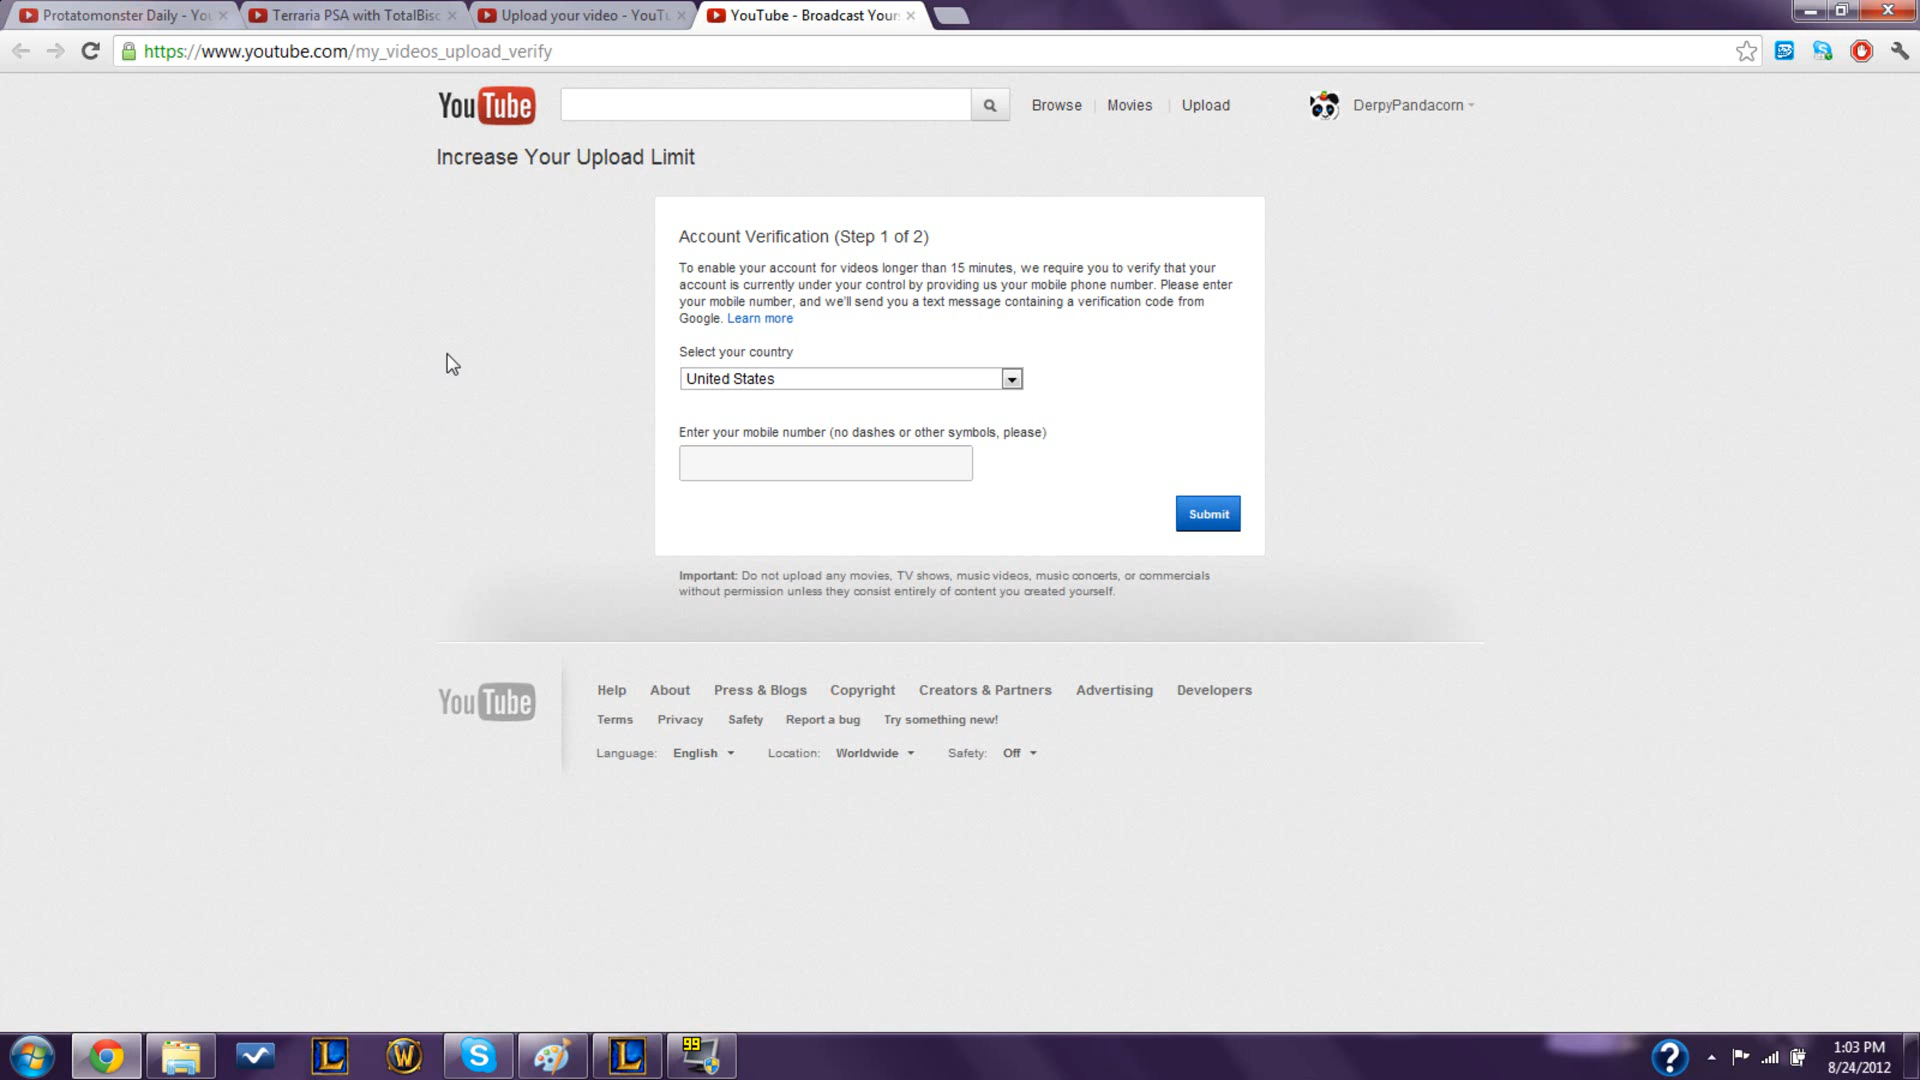 Protatomonster Daily - You
Terraria PSA with TotalBisc
Upload your video - YouTu
YouTube - Broadcast Your
https://www.youtube.com/my_videos_upload_verify
YouTube
Browse
Movies
Upload
DerpyPandacorn
Increase Your Upload Limit
Account Verification (Step 1 of 2)
To enable your account for videos longer than 15 minutes, we require you to verify that your
account is currently under your control by providing us your mobile phone number. Please enter
your mobile number, and we'll send you a text message containing a verification code from
Google. Learn more
Select your country
United States
Enter your mobile number (no dashes or other symbols, please)
Submit
Important: Do not upload any movies, TV shows, music videos, music concerts, or commercials
without permission unless they consist entirely of content you created yourself.
YouTube
Help About Press & Blogs Copyright Creators & Partners Advertising Developers
Terms Privacy Safety Report a bug Try something new!
Language: English Location: Worldwide Safety: Off
99
1:03 PM
8/24/2012